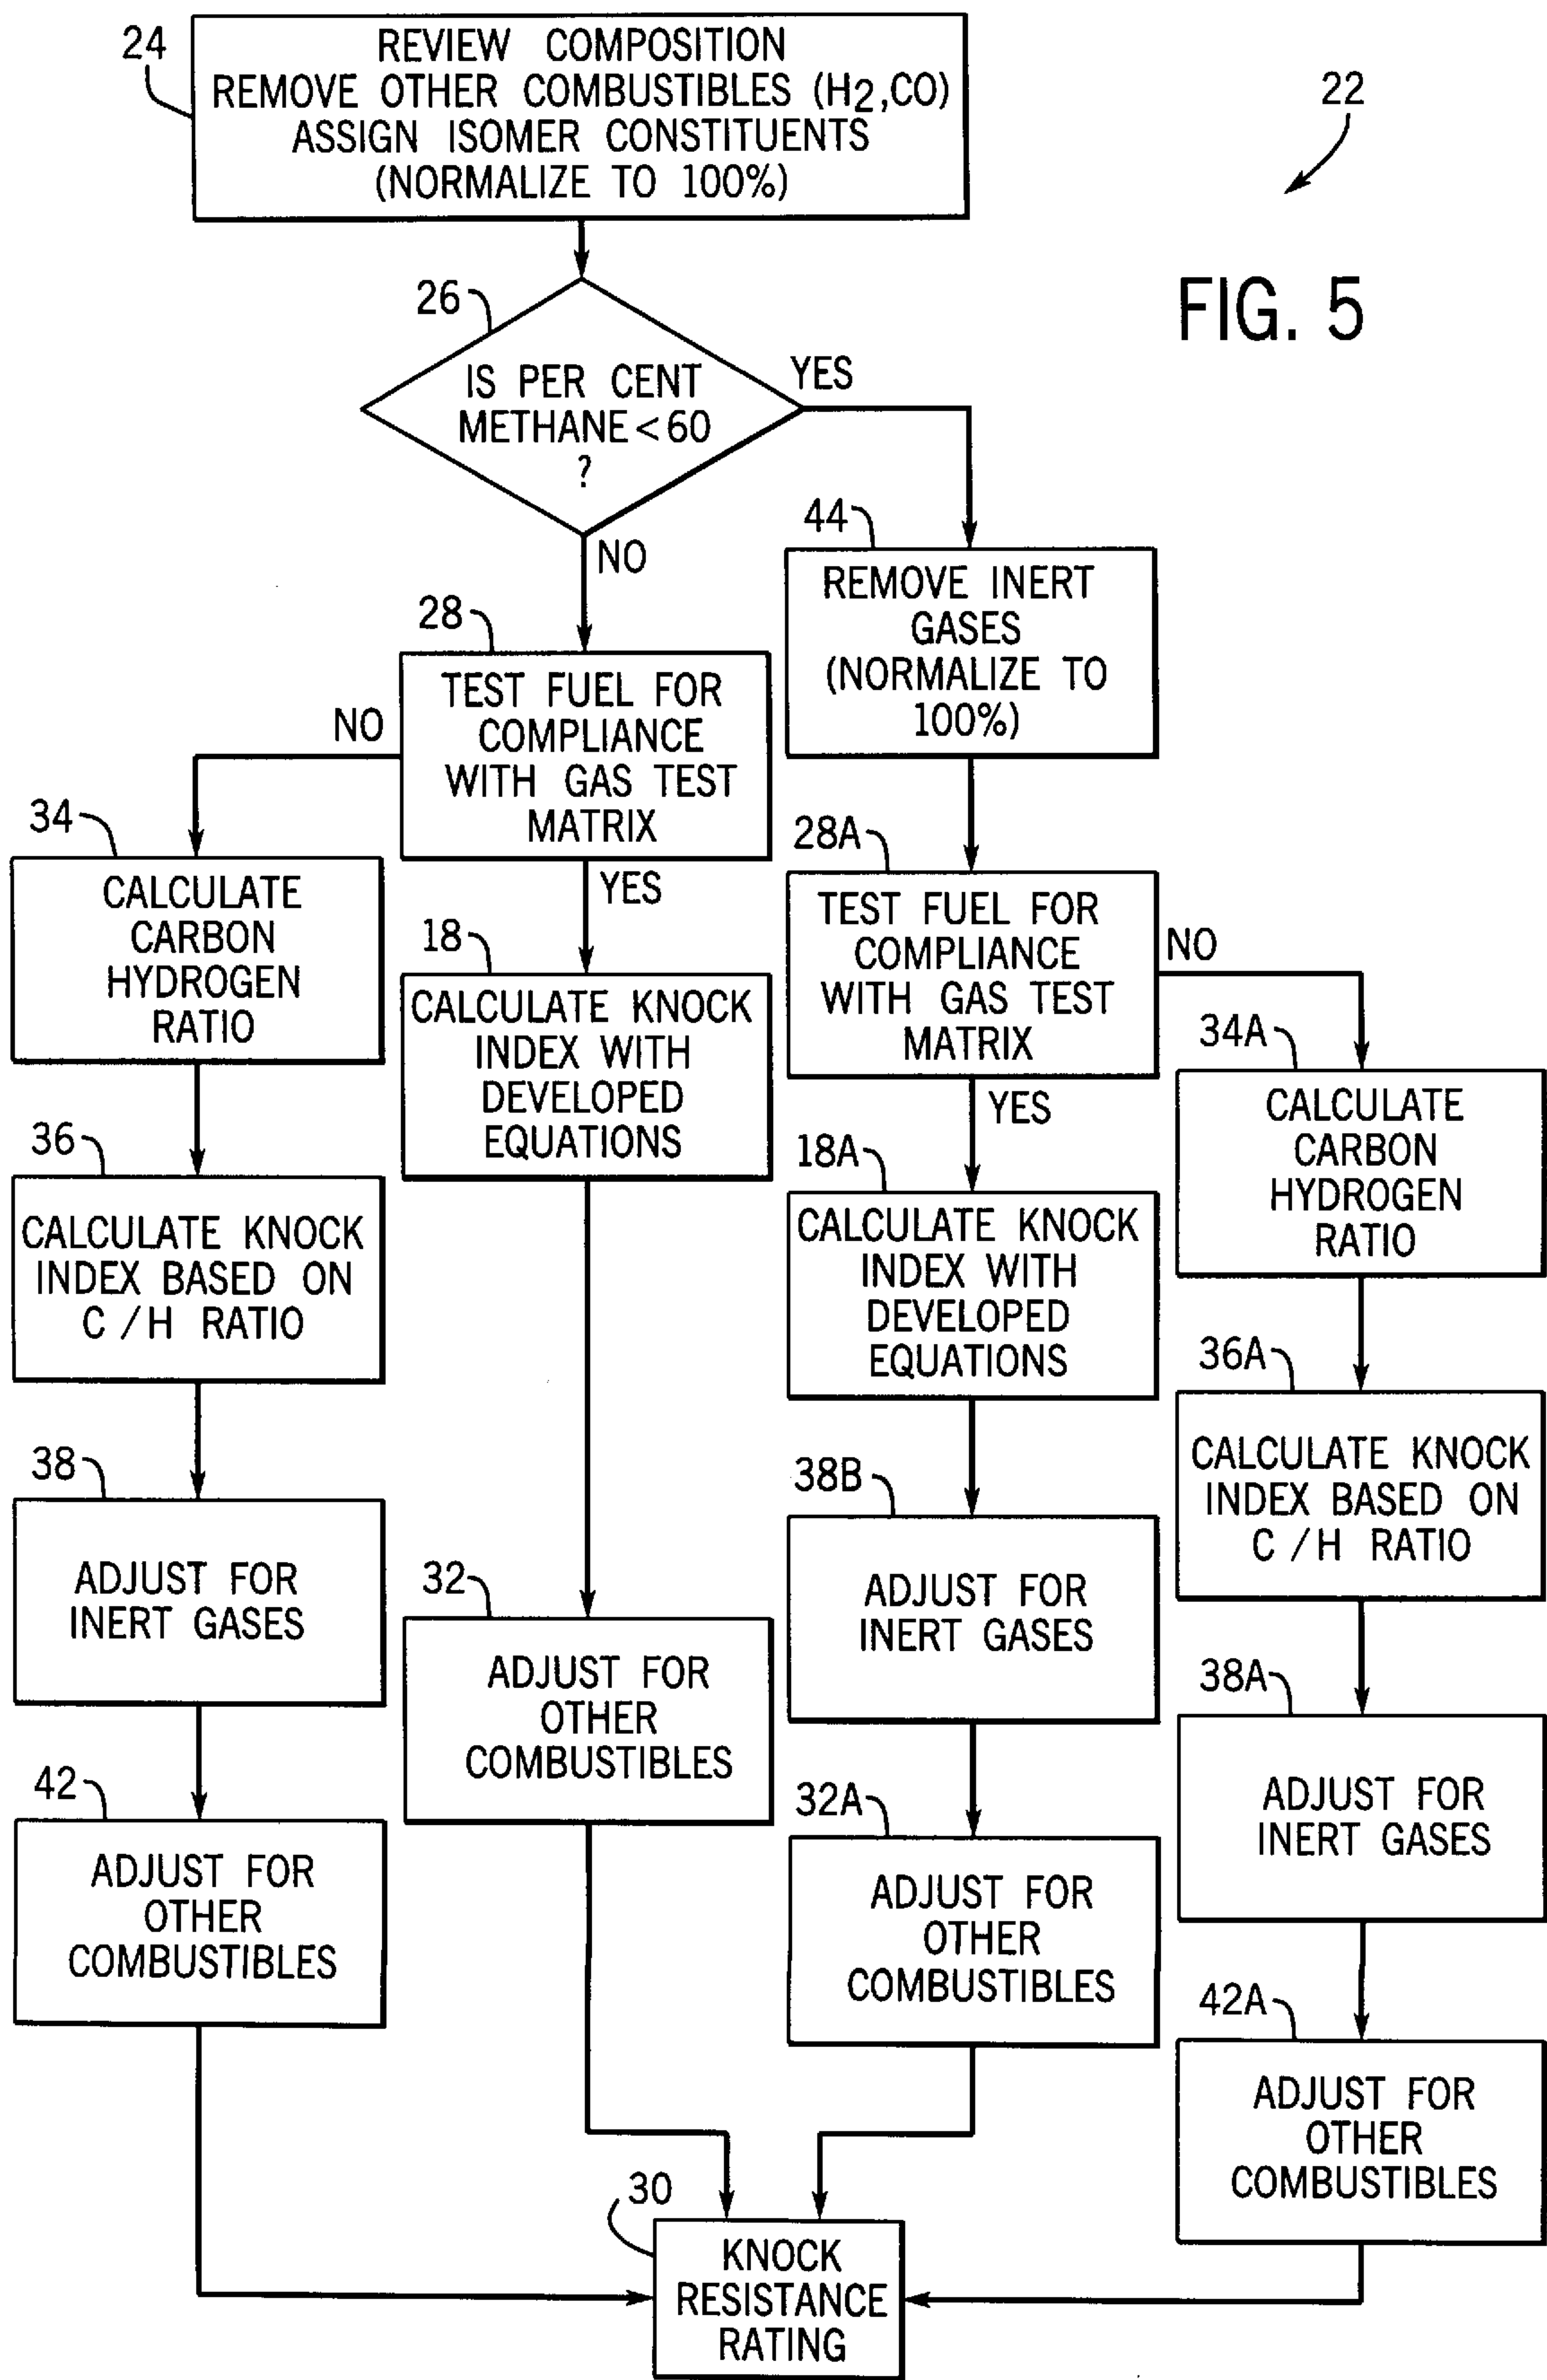 24
REVIEW COMPOSITION
REMOVE OTHER COMBUSTIBLES (H2,CO)
ASSIGN ISOMER CONSTITUENTS
(NORMALIZE TO 100%)
22
FIG. 5
26
IS PER CENT
METHANE<60
?
YES
NO
44
REMOVE INERT
GASES
(NORMALIZE TO
100%)
28
TEST FUEL FOR
COMPLIANCE
WITH GAS TEST
MATRIX
NO
YES
34
CALCULATE
CARBON
HYDROGEN
RATIO
18
CALCULATE KNOCK
INDEX WITH
DEVELOPED
EQUATIONS
28A
TEST FUEL FOR
COMPLIANCE
WITH GAS TEST
MATRIX
NO
YES
34A
CALCULATE
CARBON
HYDROGEN
RATIO
36
CALCULATE KNOCK
INDEX BASED ON
C/H RATIO
18A
CALCULATE KNOCK
INDEX WITH
DEVELOPED
EQUATIONS
36A
CALCULATE KNOCK
INDEX BASED ON
C/H RATIO
38
ADJUST FOR
INERT GASES
32
ADJUST FOR
OTHER
COMBUSTIBLES
38B
ADJUST FOR
INERT GASES
38A
ADJUST FOR
INERT GASES
42
ADJUST FOR
OTHER
COMBUSTIBLES
32A
ADJUST FOR
OTHER
COMBUSTIBLES
42A
ADJUST FOR
OTHER
COMBUSTIBLES
30
KNOCK
RESISTANCE
RATING